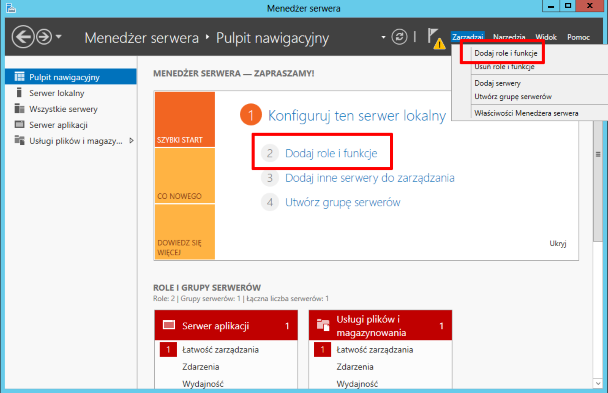 Menedżer serwera
Menedżer serwera • Pulpit nawigacyjny
Zarządzaj Narzędzia Widok Pomoc
Dodaj role i funkcje
Usuń role i funkcje
Dodaj serwery
Utwórz grupę serwerów
Właściwości Menedżera serwera
Pulpit nawigacyjny
Serwer lokalny
Wszystkie serwery
Serwer aplikacji
Usługi plików i magazy...
MENEDŻER SERWERA — ZAPRASZAMY!
SZYBKI START
CO NOWEGO
DOWIEDZ SIĘ
WIĘCEJ
1 Konfiguruj ten serwer lokalny
2 Dodaj role i funkcje
3 Dodaj inne serwery do zarządzania
4 Utwórz grupę serwerów
Ukryj
ROLE I GRUPY SERWERÓW
Role: 2 | Grupy serwerów: 1 | Łączna liczba serwerów: 1
Serwer aplikacji 1
1 Łatwość zarządzania
Zdarzenia
Wydajność
Usługi plików i
magazynowania 1
1 Łatwość zarządzania
Zdarzenia
Wydajność